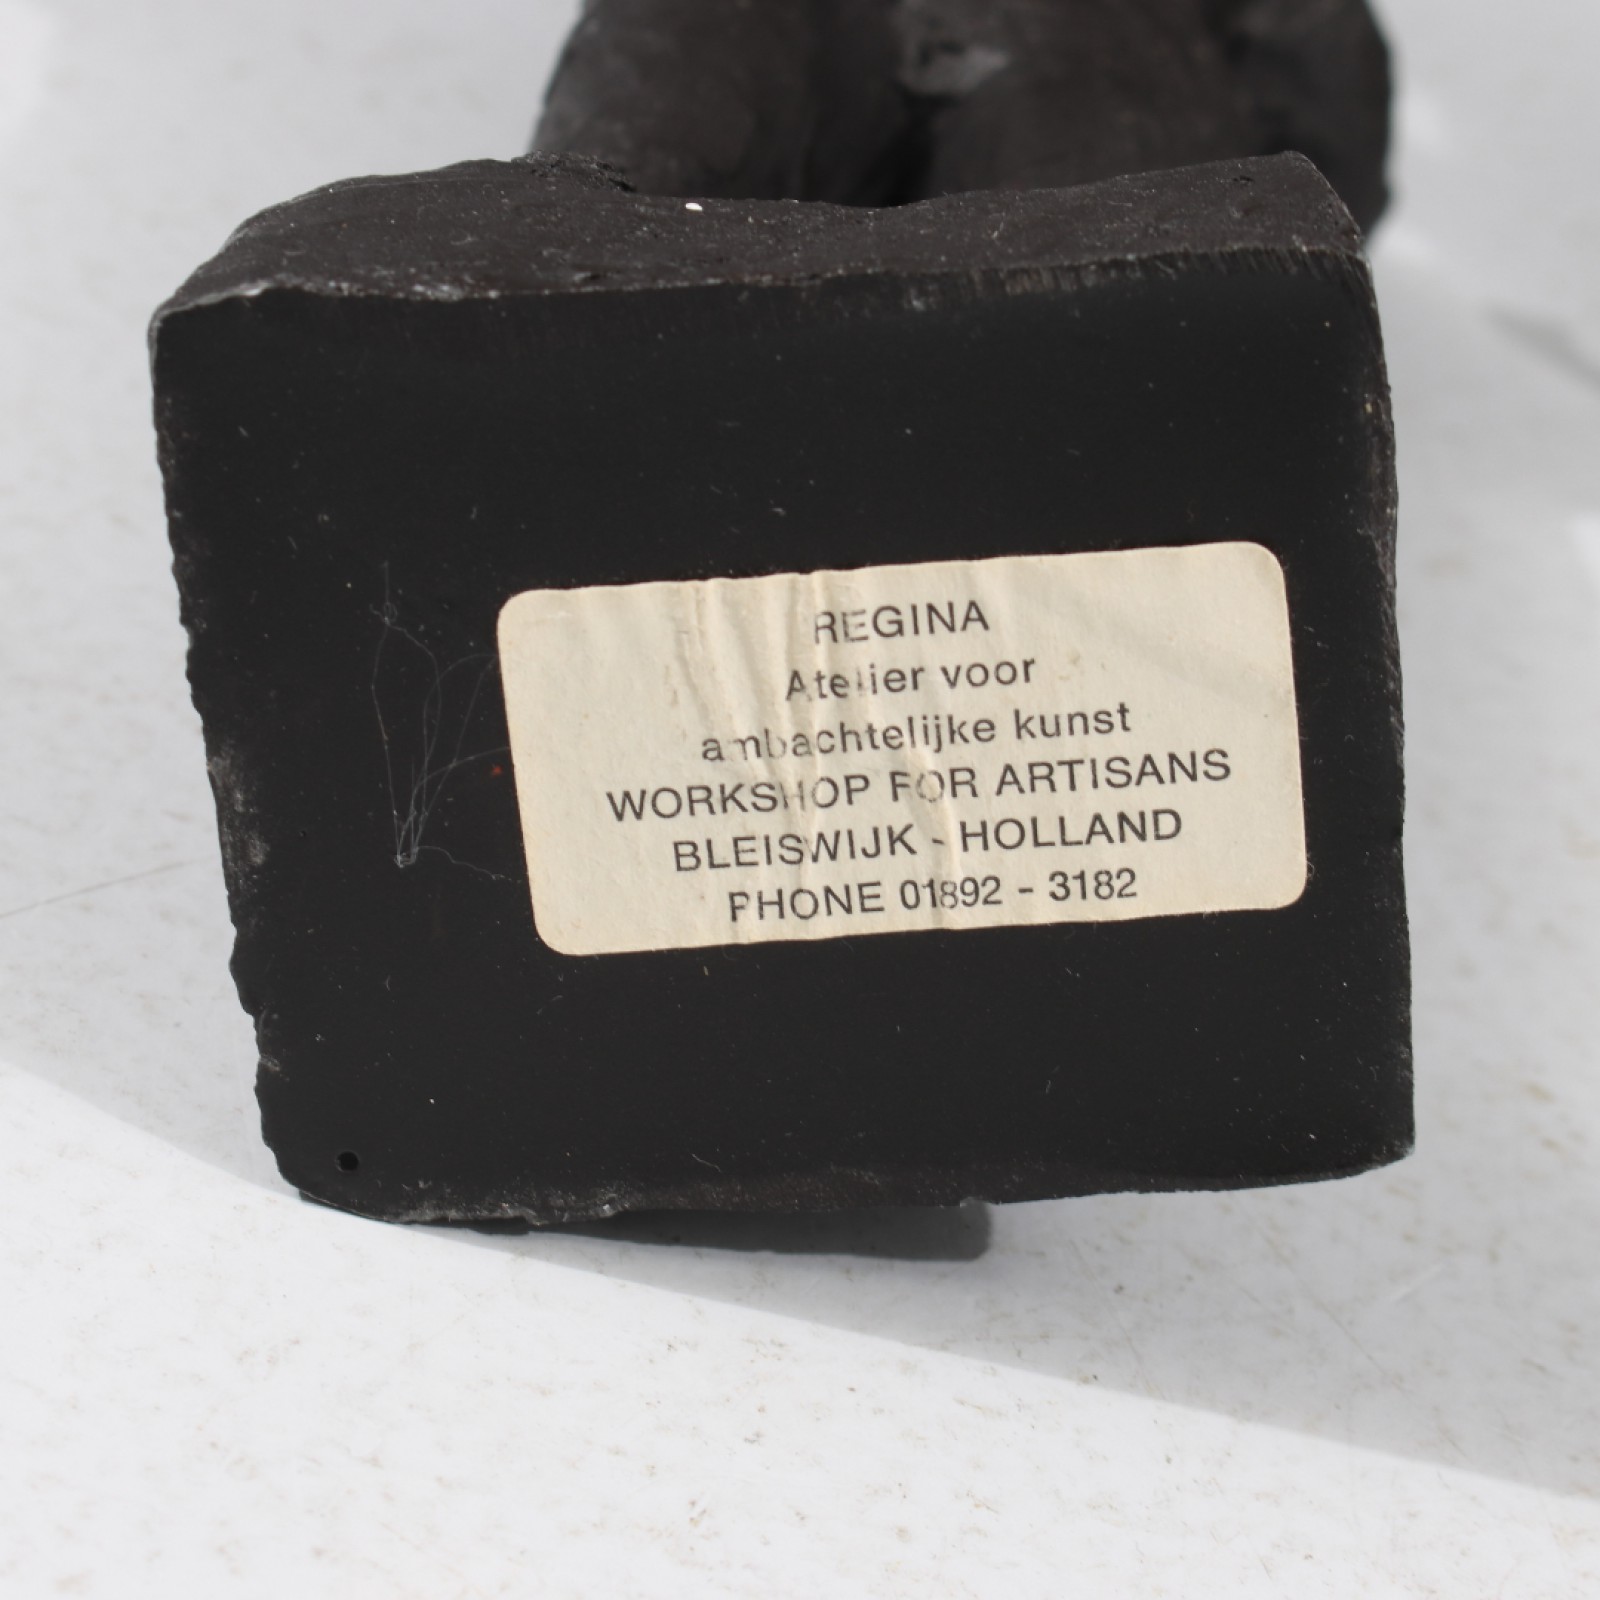 REGINA
Atelier voor
ambachtelijke kunst
WORKSHOP FOR ARTISANS
BLEISWIJK - HOLLAND
PHONE 01892 - 3182